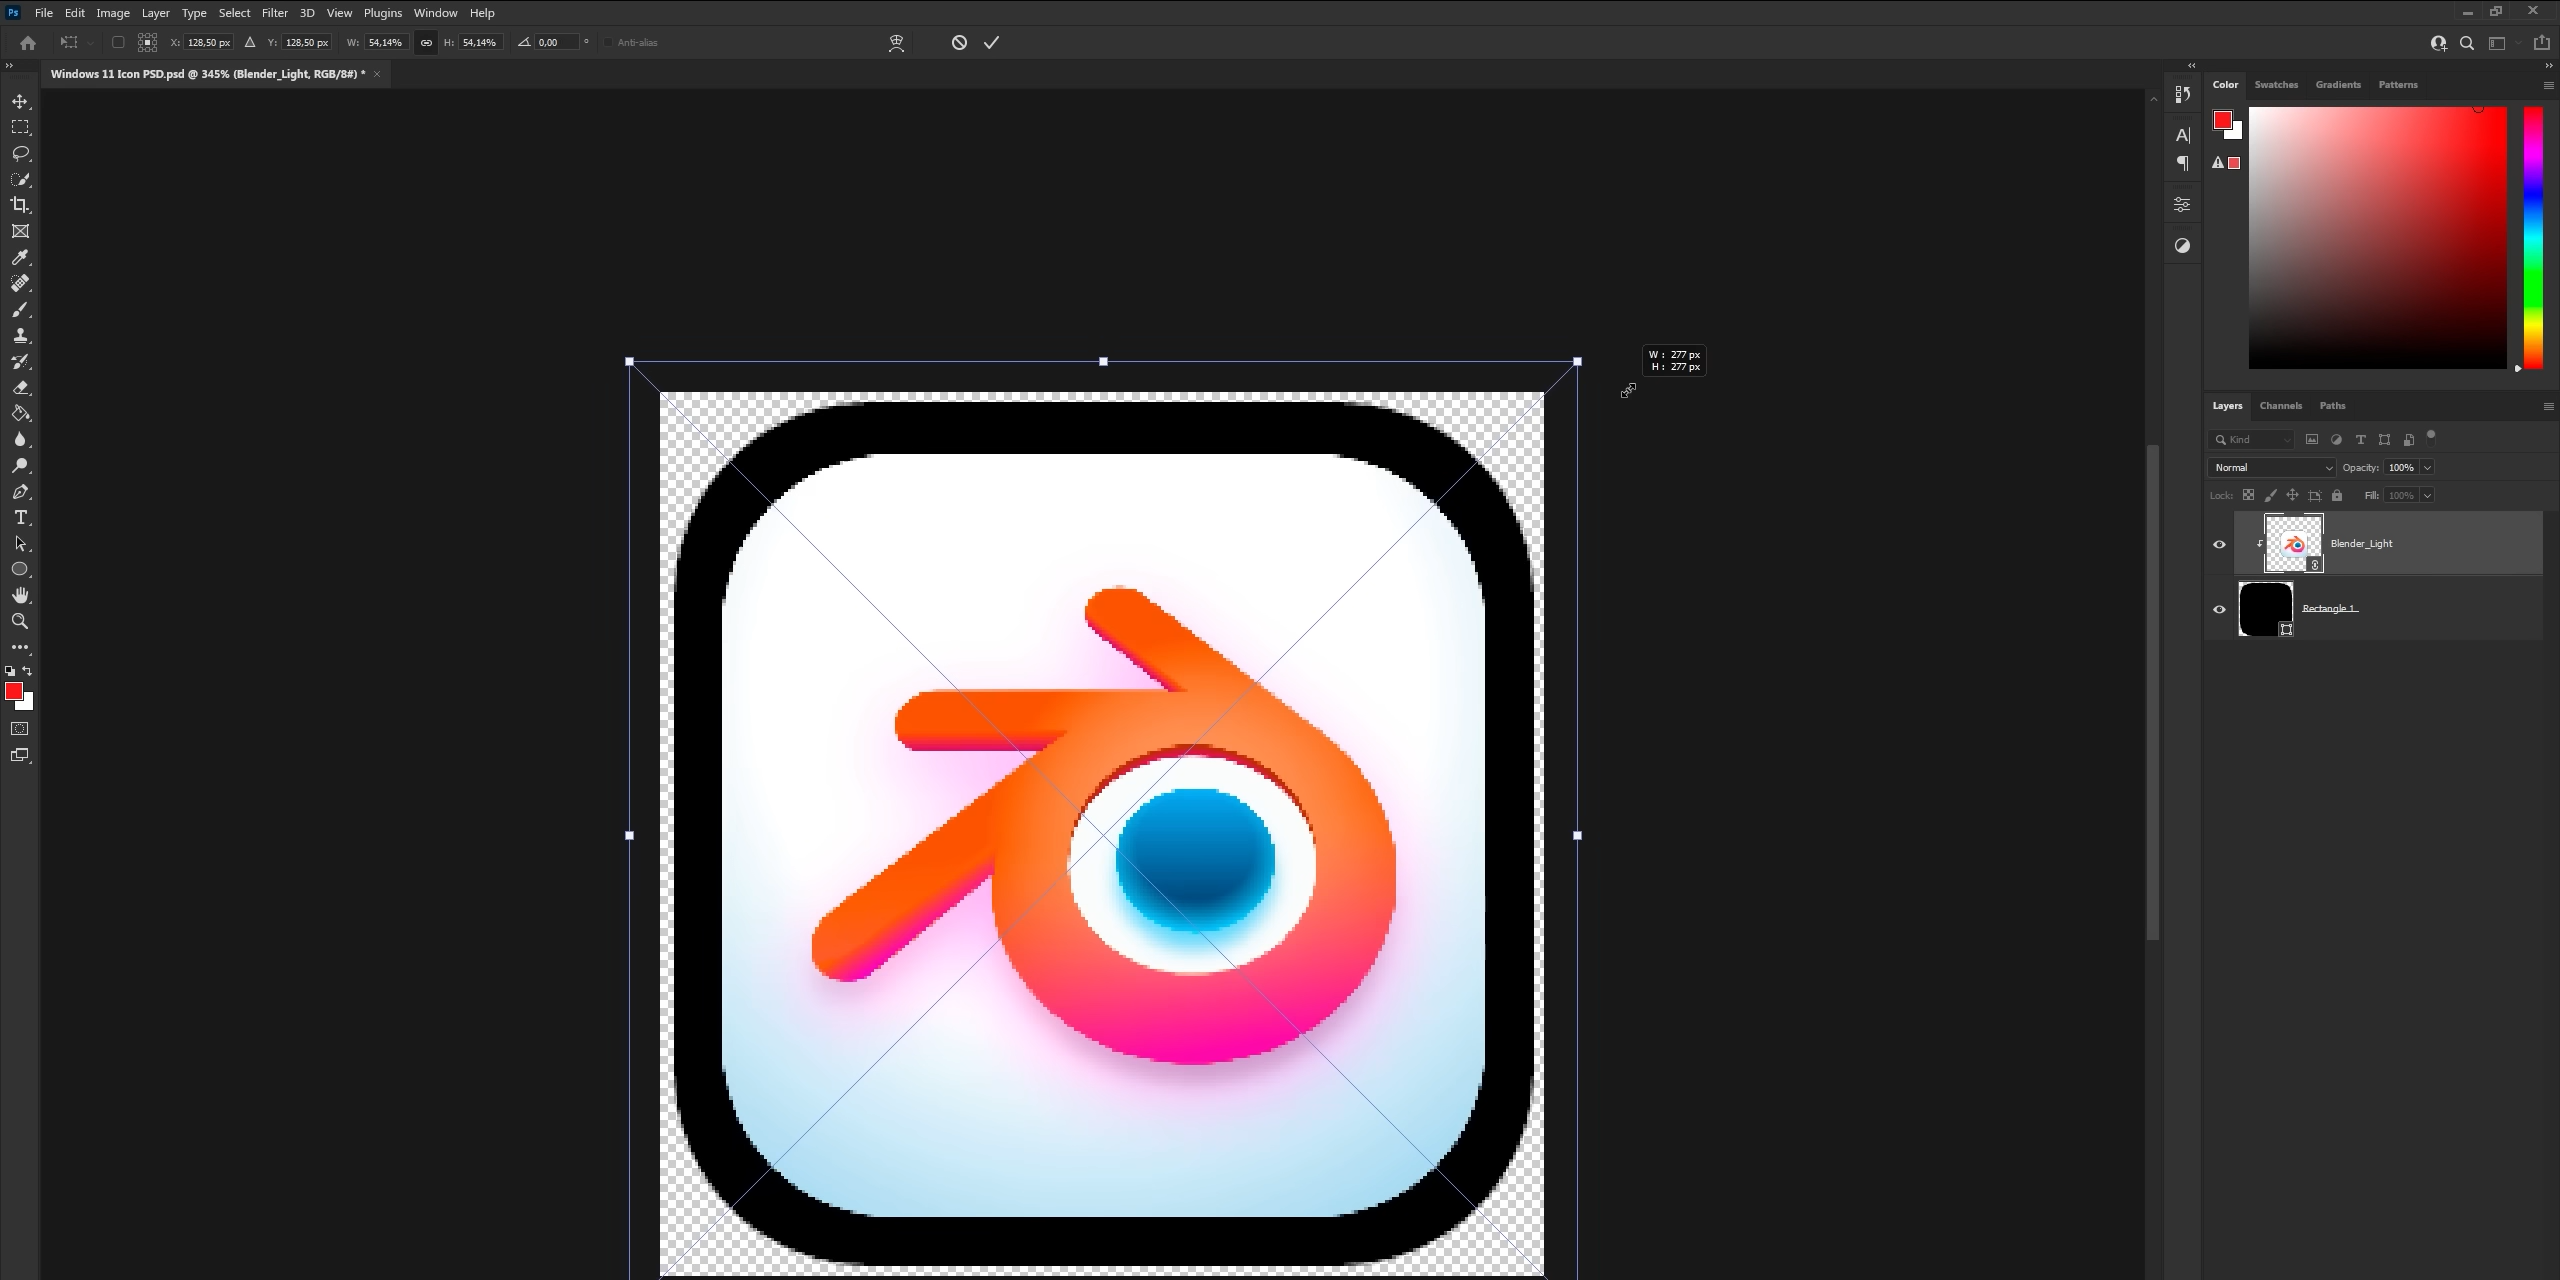 Ps File Edit Image Layer Type Select Filter 3D View Plugins Window Help
X: 128,50 px Y: 128,50 px W: 54,14% H: 54,14% 0,00 ° Anti-alias
Windows 11 Icon PSD.psd @ 345% (Blender_Light, RGB/8#) * ×
Color Swatches Gradients Patterns
W : 277 px
H : 277 px
Layers Channels Paths
Kind
Normal Opacity: 100%
Lock: Fill: 100%
Blender_Light
Rectangle 1